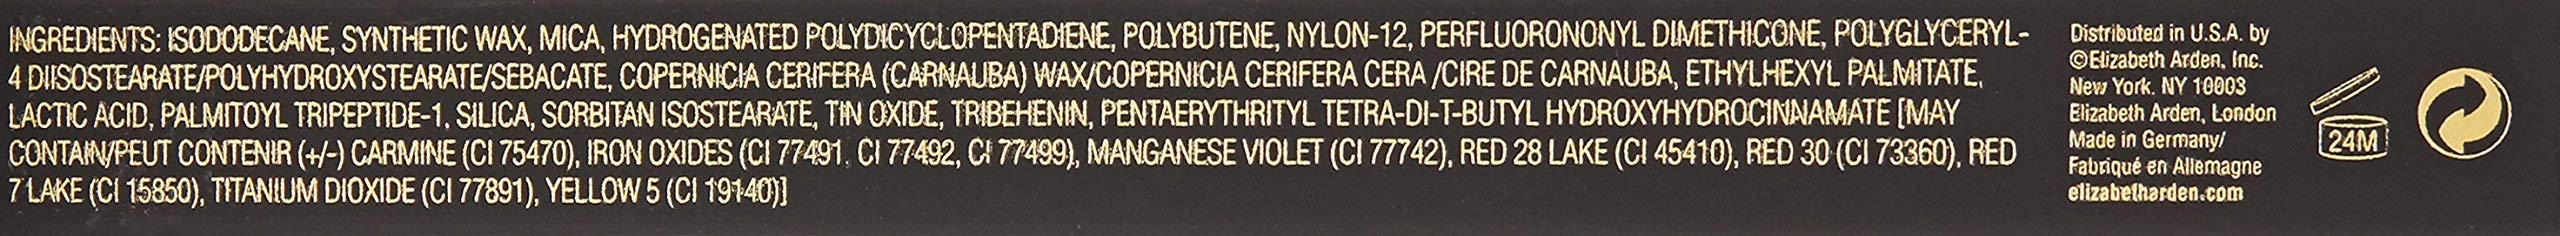 INGREDIENTS: ISODODECANE, SYNTHETIC WAX, MICA, HYDROGENATED POLYDICYCLOPENTADIENE, POLYBUTENE, NYLON-12, PERFLUORONONYL DIMETHICONE, POLYGLYCERYL-
4 DIISOSTEARATE/POLYHYDROXYSTEARATE/SEBACATE, COPERNICIA CERIFERA (CARNAUBA) WAX/COPERNICIA CERIFERA CERA /CIRE DE CARNAUBA, ETHYLHEXYL PALMITATE,
LACTIC ACID, PALMITOYL TRIPEPTIDE-1, SILICA, SORBITAN ISOSTEARATE, TIN OXIDE, TRIBEHENIN, PENTAERYTHRITYL TETRA-DI-T-BUTYL HYDROXYHYDROCINNAMATE [MAY
CONTAIN/PEUT CONTENIR (+/-) CARMINE (CI 75470), IRON OXIDES (CI 77491, CI 77492, CI 77499), MANGANESE VIOLET (CI 77742), RED 28 LAKE (CI 45410), RED 30 (CI 73360), RED
7 LAKE (CI 15850), TITANIUM DIOXIDE (CI 77891), YELLOW 5 (CI 19140)]
Distributed in U.S.A. by
©Elizabeth Arden, Inc.
New York, NY 10003
Elizabeth Arden, London
Made in Germany/
Fabriqué en Allemagne
elizabetharden.com
24M